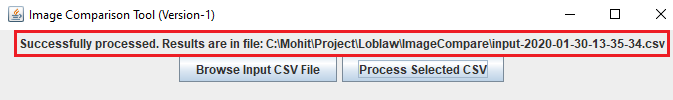 Image Comparison Tool (Version-1)
Successfully processed. Results are in file: C:\Mohit\Project\Loblaw\ImageCompare\input-2020-01-30-13-35-34.csv
Browse Input CSV File Process Selected CSV